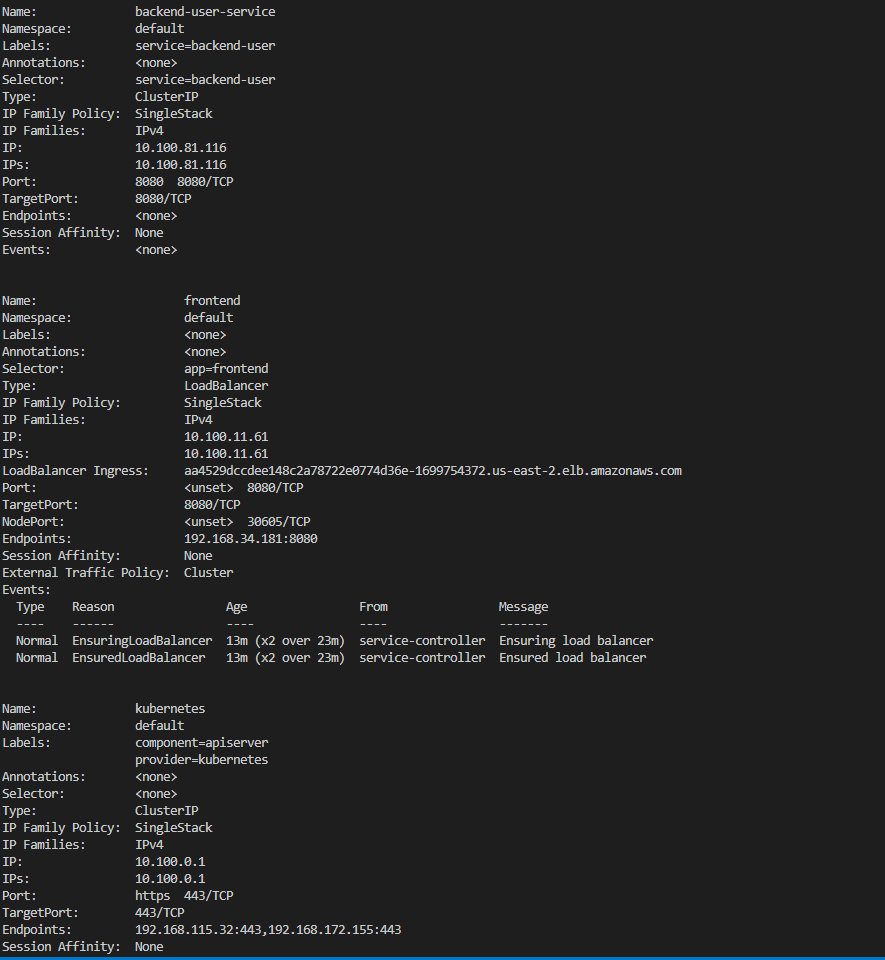 Name:              backend-user-service
Namespace:         default
Labels:            service=backend-user
Annotations:       <none>
Selector:          service=backend-user
Type:              ClusterIP
IP Family Policy:  SingleStack
IP Families:       IPv4
IP:                10.100.81.116
IPs:               10.100.81.116
Port:              8080  8080/TCP
TargetPort:        8080/TCP
Endpoints:         <none>
Session Affinity:  None
Events:            <none>

Name:                     frontend
Namespace:                default
Labels:                   <none>
Annotations:              <none>
Selector:                 app=frontend
Type:                     LoadBalancer
IP Family Policy:         SingleStack
IP Families:              IPv4
IP:                       10.100.11.61
IPs:                      10.100.11.61
LoadBalancer Ingress:     aa4529dccdee148c2a78722e0774d36e-1699754372.us-east-2.elb.amazonaws.com
Port:                     <unset>  8080/TCP
TargetPort:               8080/TCP
NodePort:                 <unset>  30605/TCP
Endpoints:                192.168.34.181:8080
Session Affinity:         None
External Traffic Policy:  Cluster
Events:
  Type    Reason                Age                From                Message
  ----    ------                ----               ----                -------
  Normal  EnsuringLoadBalancer  13m (x2 over 23m)  service-controller  Ensuring load balancer
  Normal  EnsuredLoadBalancer   13m (x2 over 23m)  service-controller  Ensured load balancer

Name:              kubernetes
Namespace:         default
Labels:            component=apiserver
                   provider=kubernetes
Annotations:       <none>
Selector:          <none>
Type:              ClusterIP
IP Family Policy:  SingleStack
IP Families:       IPv4
IP:                10.100.0.1
IPs:               10.100.0.1
Port:              https  443/TCP
TargetPort:        443/TCP
Endpoints:         192.168.115.32:443,192.168.172.155:443
Session Affinity:  None